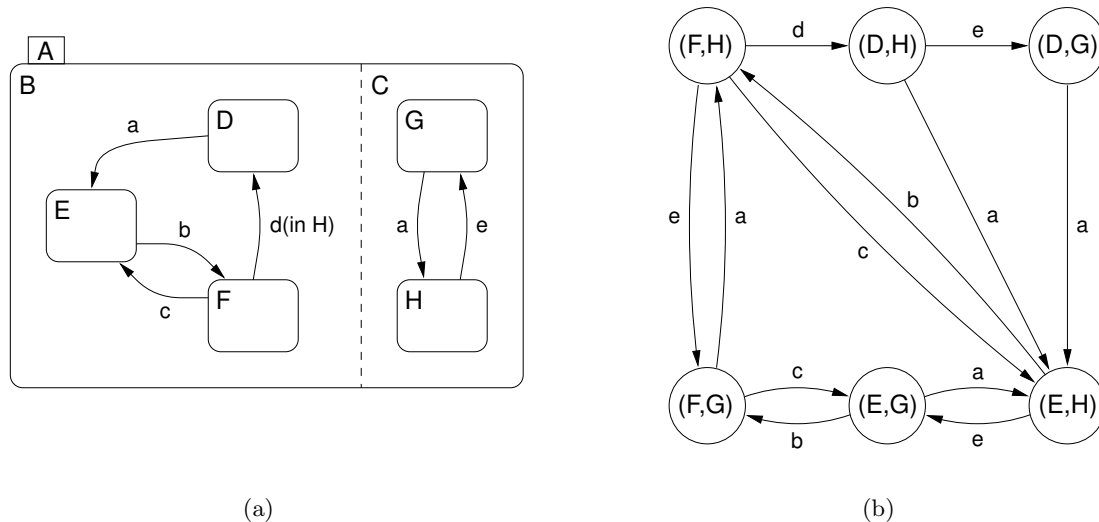 A
B
C
D
G
a
E
b
d(in H)
a
e
c
F
H
(a)
(F,H)
d
(D,H)
e
(D,G)
e
a
b
c
a
a
(F,G)
c
(E,G)
a
(E,H)
b
e
(b)